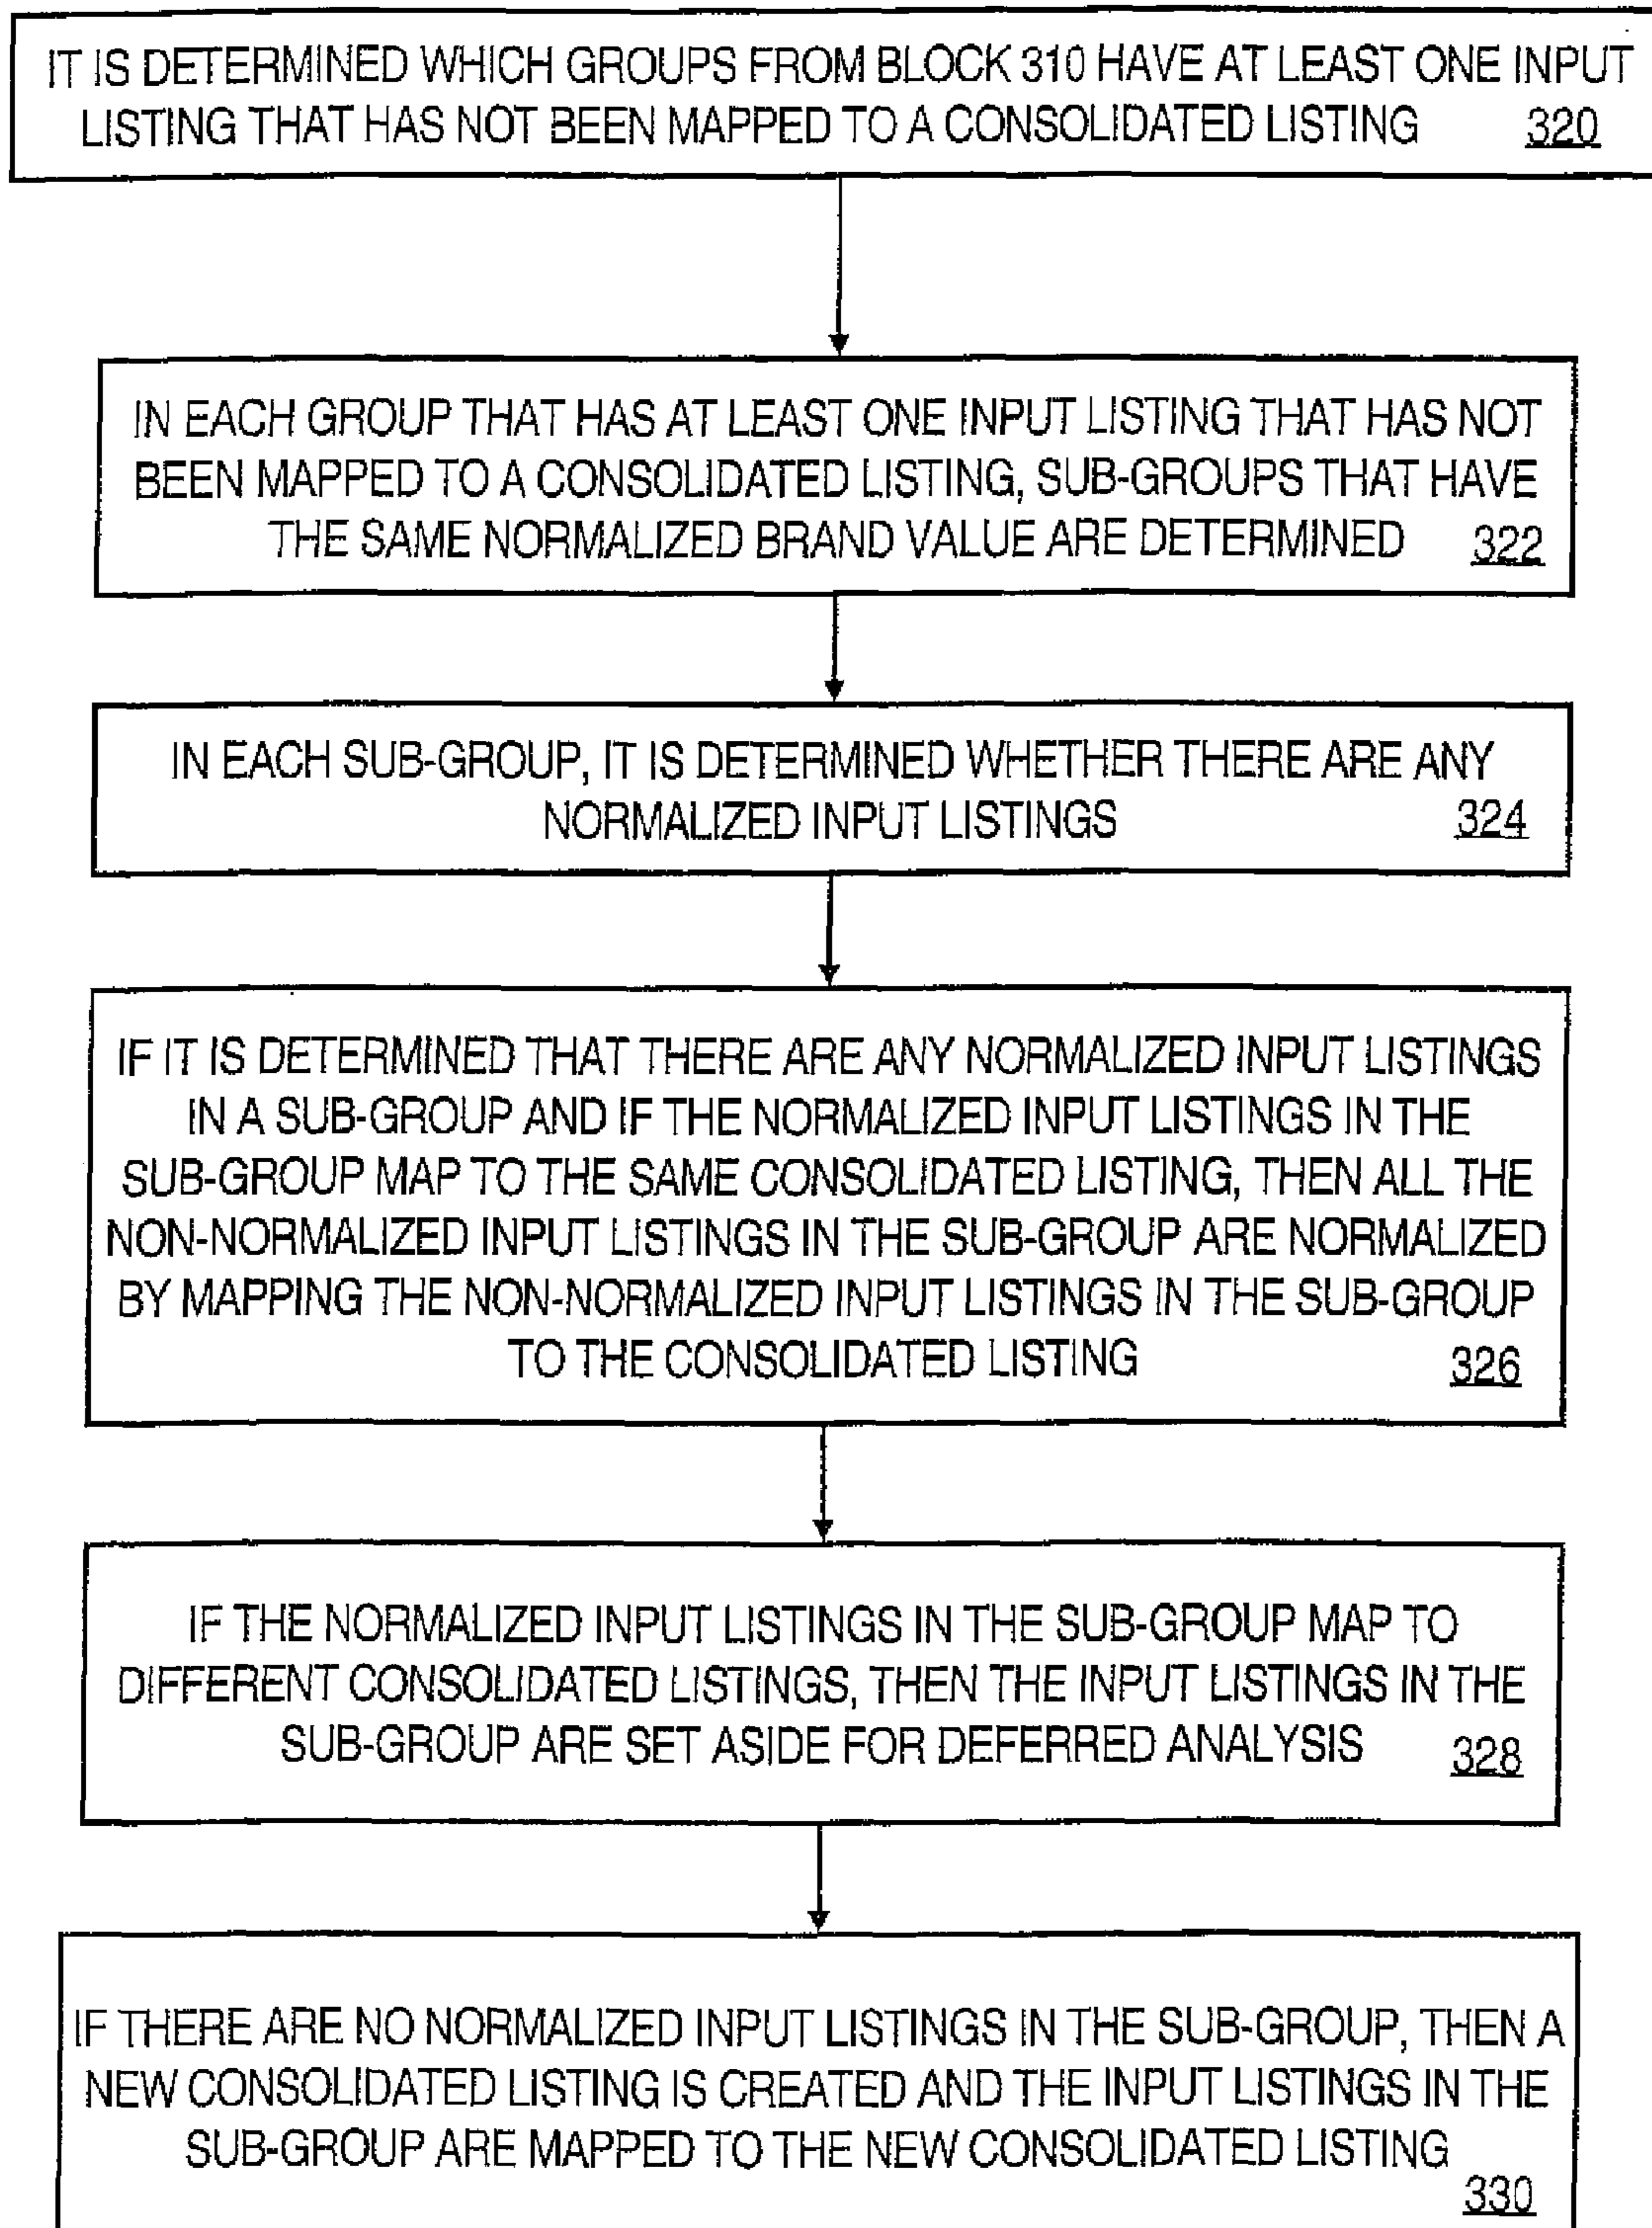 IT IS DETERMINED WHICH GROUPS FROM BLOCK 310 HAVE AT LEAST ONE INPUT
LISTING THAT HAS NOT BEEN MAPPED TO A CONSOLIDATED LISTING 320
IN EACH GROUP THAT HAS AT LEAST ONE INPUT LISTING THAT HAS NOT
BEEN MAPPED TO A CONSOLIDATED LISTING, SUB-GROUPS THAT HAVE
THE SAME NORMALIZED BRAND VALUE ARE DETERMINED 322
IN EACH SUB-GROUP, IT IS DETERMINED WHETHER THERE ARE ANY
NORMALIZED INPUT LISTINGS 324
IF IT IS DETERMINED THAT THERE ARE ANY NORMALIZED INPUT LISTINGS
IN A SUB-GROUP AND IF THE NORMALIZED INPUT LISTINGS IN THE
SUB-GROUP MAP TO THE SAME CONSOLIDATED LISTING, THEN ALL THE
NON-NORMALIZED INPUT LISTINGS IN THE SUB-GROUP ARE NORMALIZED
BY MAPPING THE NON-NORMALIZED INPUT LISTINGS IN THE SUB-GROUP
TO THE CONSOLIDATED LISTING 326
IF THE NORMALIZED INPUT LISTINGS IN THE SUB-GROUP MAP TO
DIFFERENT CONSOLIDATED LISTINGS, THEN THE INPUT LISTINGS IN THE
SUB-GROUP ARE SET ASIDE FOR DEFERRED ANALYSIS 328
IF THERE ARE NO NORMALIZED INPUT LISTINGS IN THE SUB-GROUP, THEN A
NEW CONSOLIDATED LISTING IS CREATED AND THE INPUT LISTINGS IN THE
SUB-GROUP ARE MAPPED TO THE NEW CONSOLIDATED LISTING
330